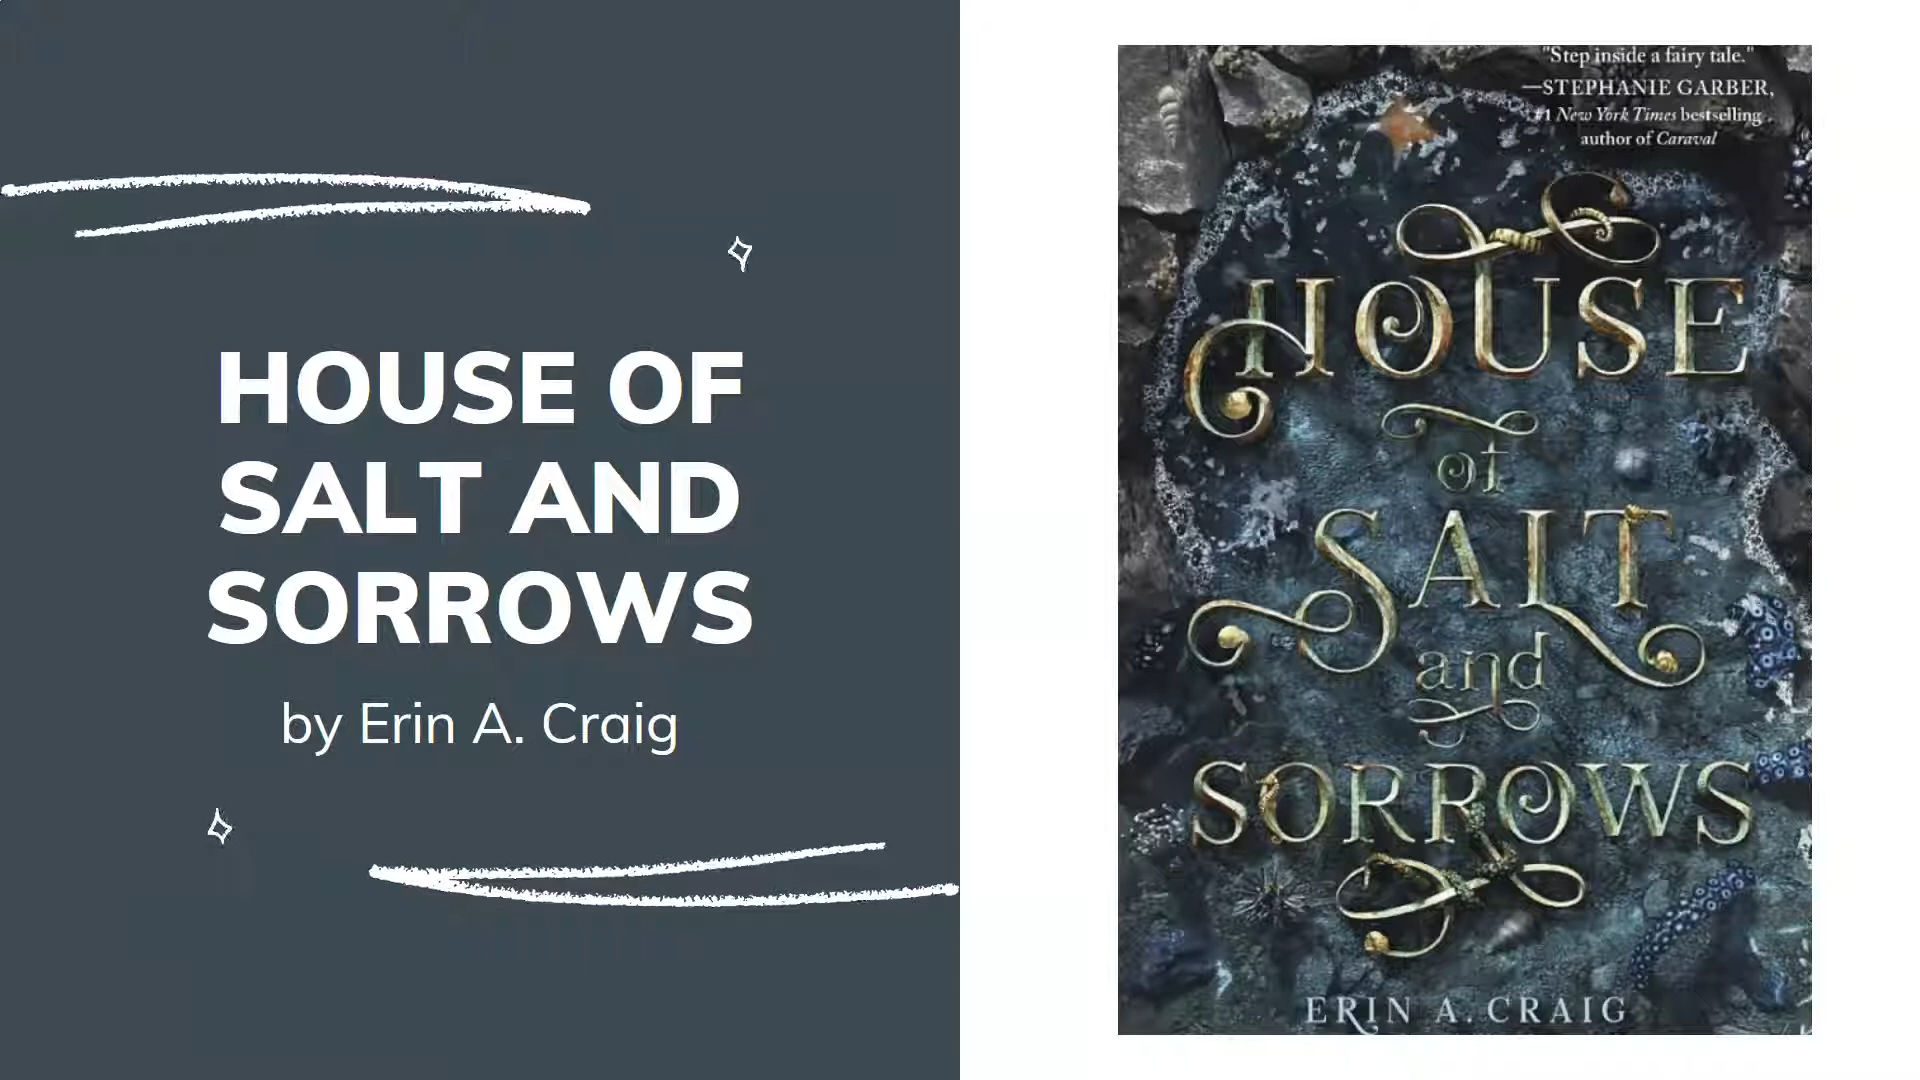 HOUSE OF
SALT AND
SORROWS
by Erin A. Craig
"Step inside a fairy tale."
—STEPHANIE GARBER,
#1 New York Times bestselling
author of Caraval
HOUSE
of
SALT
and
SORROWS
ERIN A. CRAIG